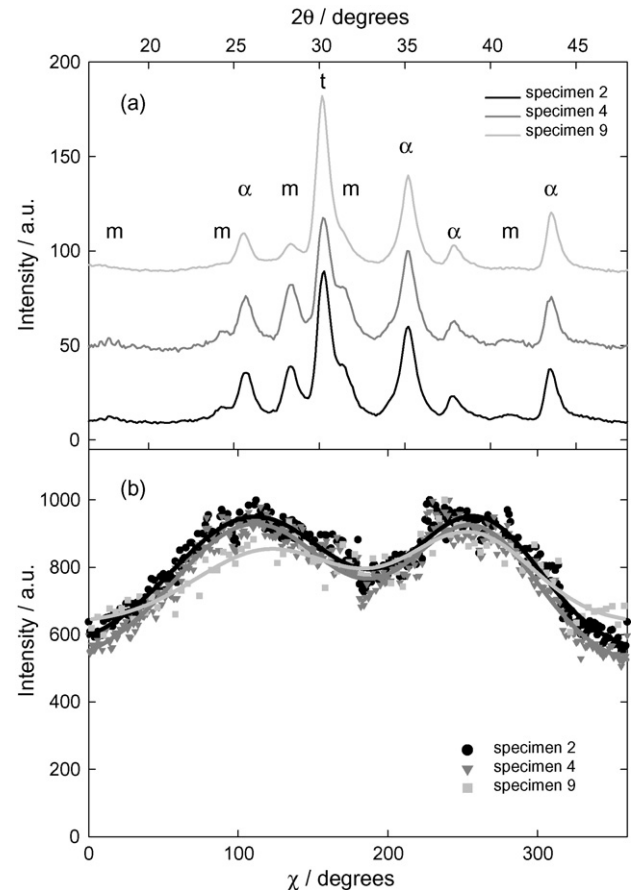 2θ / degrees
20 25 30 35 40 45
200
t
(a)
specimen 2
specimen 4
specimen 9
150
α
α
m
m
α
α
m
m
m
100
50
0
Intensity / a.u.
(b)
1000
800
600
400
200
0
Intensity / a.u.
specimen 2
specimen 4
specimen 9
0 100 200 300
χ / degrees